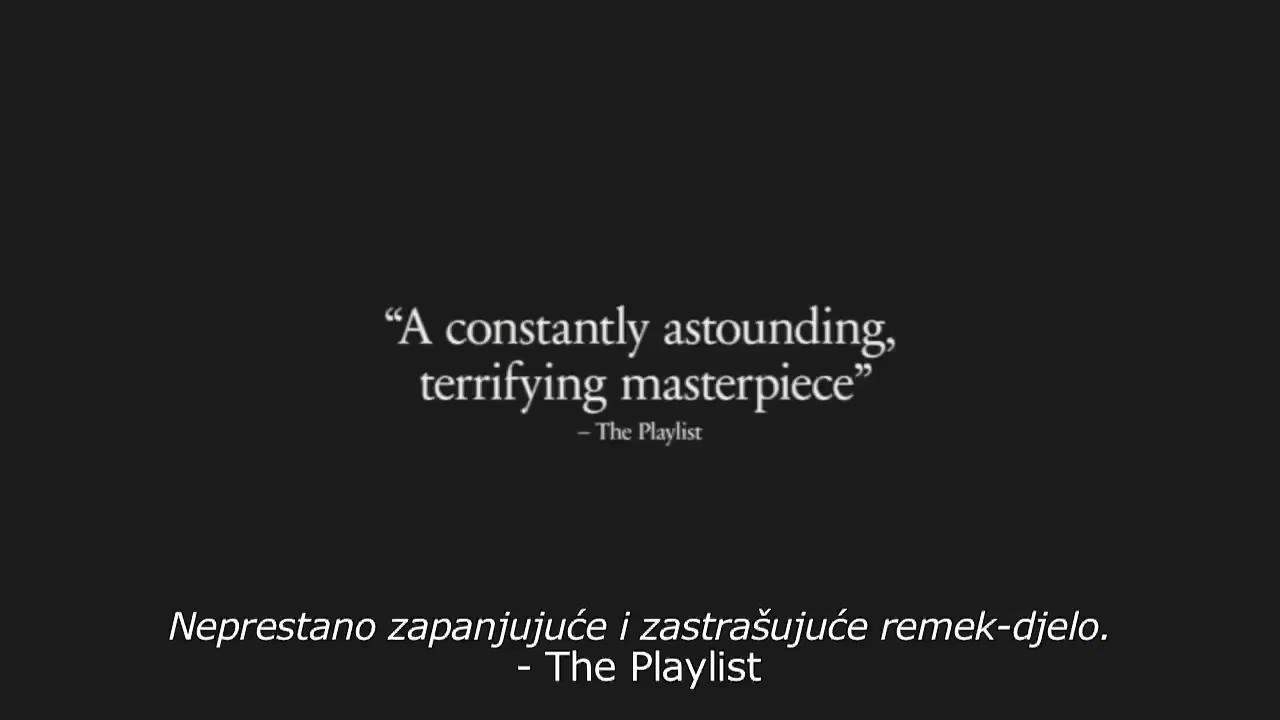 “A constantly astounding,
terrifying masterpiece”
– The Playlist
Neprestano zapanjujuće i zastrašujuće remek-djelo.
- The Playlist